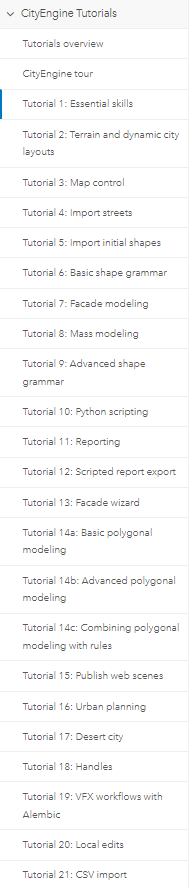 CityEngine Tutorials
Tutorials overview
CityEngine tour
Tutorial 1: Essential skills
Tutorial 2: Terrain and dynamic city
layouts
Tutorial 3: Map control
Tutorial 4: Import streets
Tutorial 5: Import initial shapes
Tutorial 6: Basic shape grammar
Tutorial 7: Facade modeling
Tutorial 8: Mass modeling
Tutorial 9: Advanced shape
grammar
Tutorial 10: Python scripting
Tutorial 11: Reporting
Tutorial 12: Scripted report export
Tutorial 13: Facade wizard
Tutorial 14a: Basic polygonal
modeling
Tutorial 14b: Advanced polygonal
modeling
Tutorial 14c: Combining polygonal
modeling with rules
Tutorial 15: Publish web scenes
Tutorial 16: Urban planning
Tutorial 17: Desert city
Tutorial 18: Handles
Tutorial 19: VFX workflows with
Alembic
Tutorial 20: Local edits
Tutorial 21: CSV import